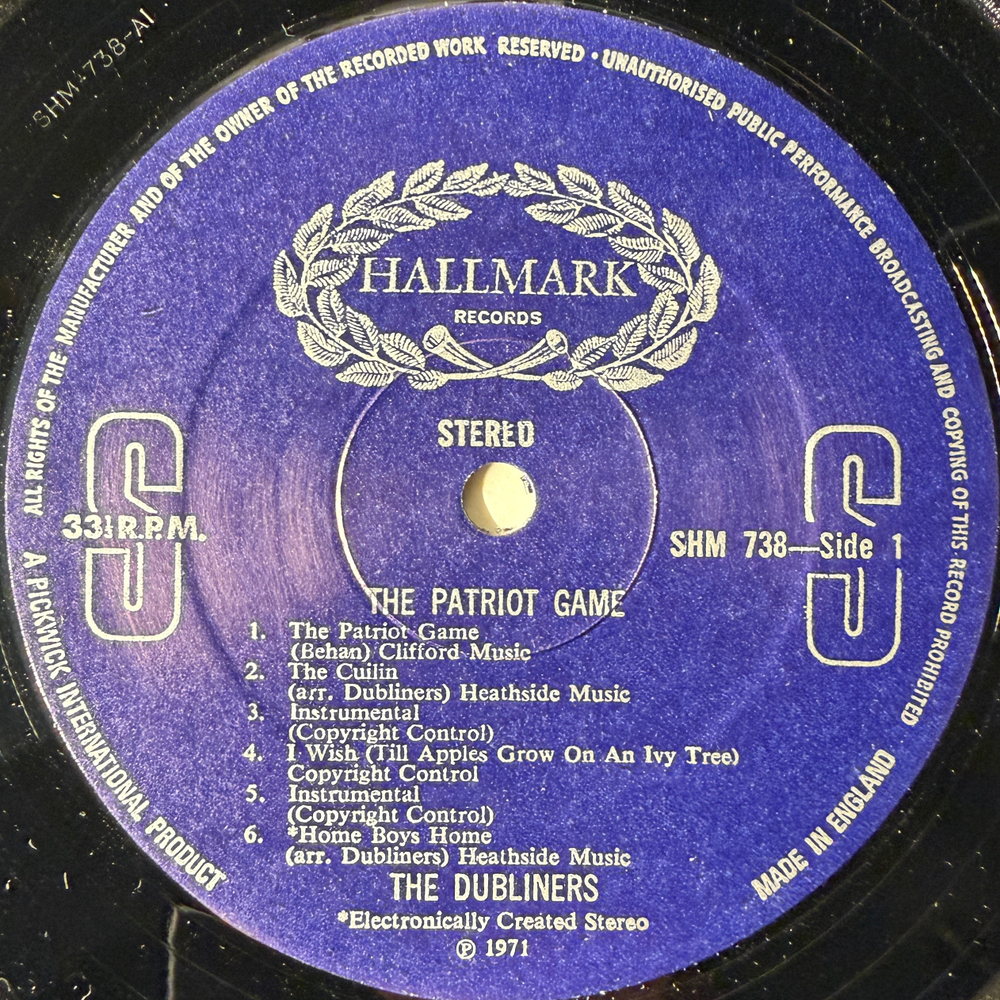 SHM-738-A1
ALL RIGHTS OF THE MANUFACTURER AND OF THE OWNER OF THE RECORDED WORK RESERVED · UNAUTHORISED PUBLIC PERFORMANCE BROADCASTING AND COPYING OF THIS RECORD PROHIBITED
HALLMARK
RECORDS
STEREO
S
33⅓ R.P.M.
S
SHM 738—Side 1
THE PATRIOT GAME
1. The Patriot Game
(Behan) Clifford Music
2. The Cuilin
(arr. Dubliners) Heathside Music
3. Instrumental
(Copyright Control)
4. I Wish (Till Apples Grow On An Ivy Tree)
Copyright Control
5. Instrumental
(Copyright Control)
6. *Home Boys Home
(arr. Dubliners) Heathside Music
THE DUBLINERS
*Electronically Created Stereo
℗ 1971
A PICKWICK INTERNATIONAL PRODUCT
MADE IN ENGLAND